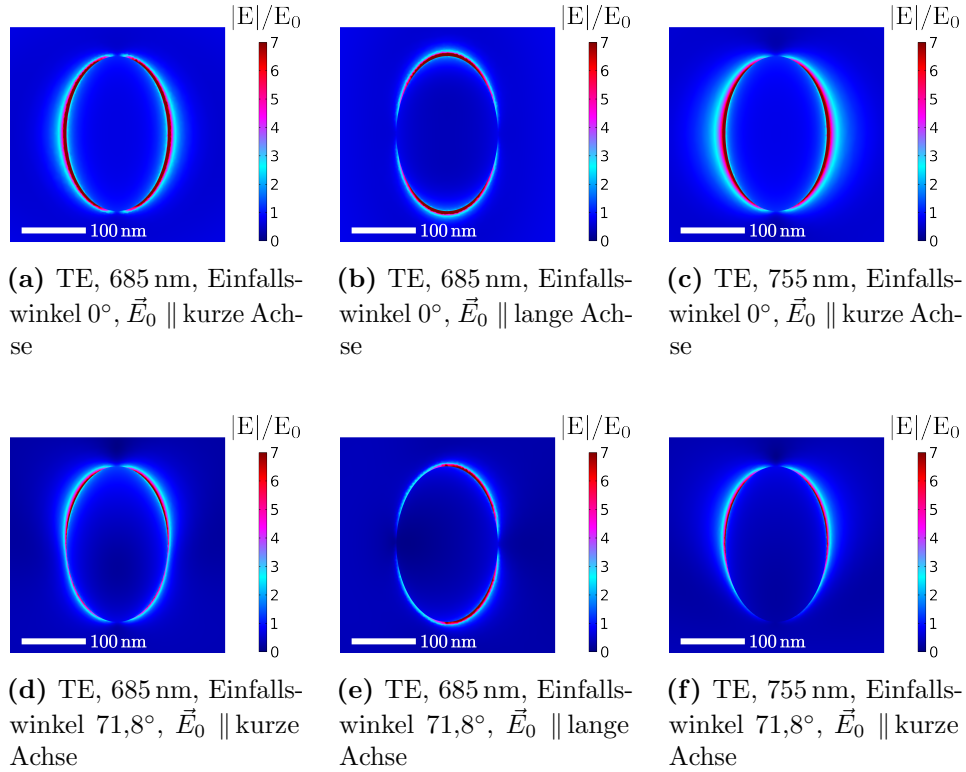 |E|/E₀ |E|/E₀ |E|/E₀
7 7 7
6 6 6
5 5 5
4 4 4
3 3 3
2 2 2
1 1 1
0 0 0
100 nm 100 nm 100 nm
(a) TE, 685 nm, Einfalls-
winkel 0°, E⃗₀ ∥ kurze Ach-
se
(b) TE, 685 nm, Einfalls-
winkel 0°, E⃗₀ ∥ lange Ach-
se
(c) TE, 755 nm, Einfalls-
winkel 0°, E⃗₀ ∥ kurze Ach-
se
|E|/E₀ |E|/E₀ |E|/E₀
7 7 7
6 6 6
5 5 5
4 4 4
3 3 3
2 2 2
1 1 1
0 0 0
100 nm 100 nm 100 nm
(d) TE, 685 nm, Einfalls-
winkel 71,8°, E⃗₀ ∥ kurze
Achse
(e) TE, 685 nm, Einfalls-
winkel 71,8°, E⃗₀ ∥ lange
Achse
(f) TE, 755 nm, Einfalls-
winkel 71,8°, E⃗₀ ∥ kurze
Achse